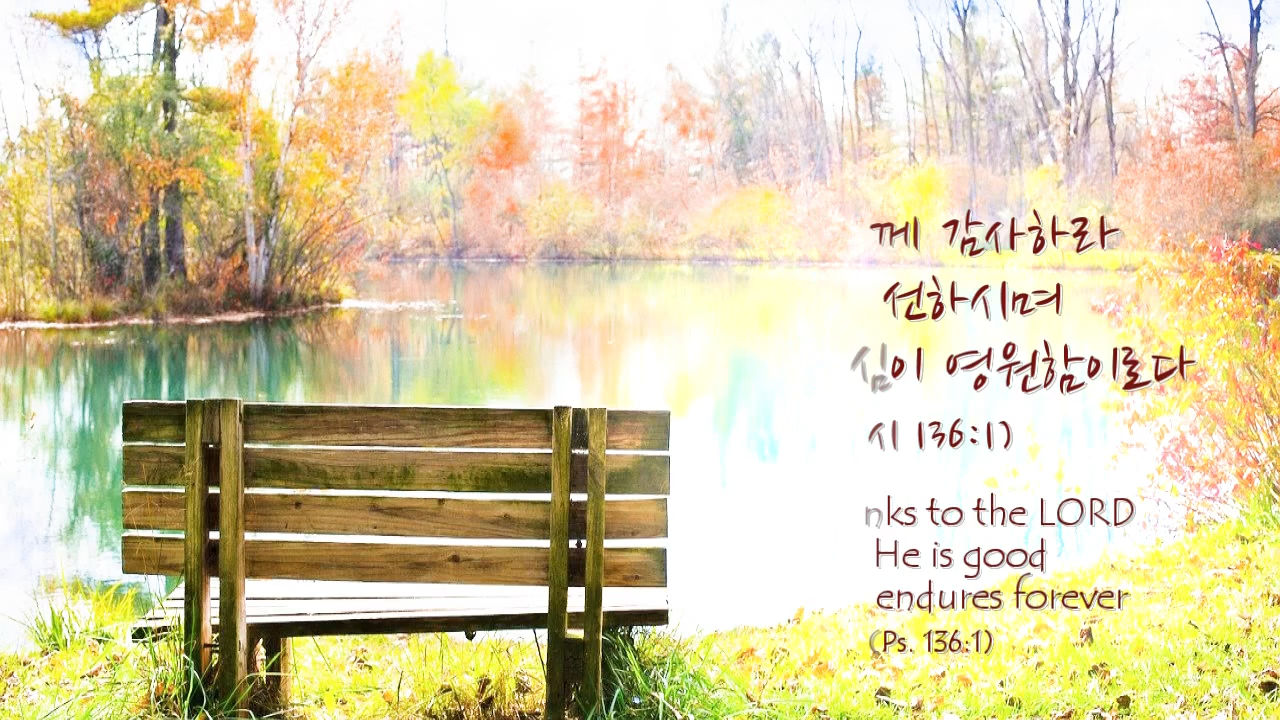 께 감사하라
선하시며
심이 영원함이로다
시 136:1)
nks to the LORD
He is good
endures forever
(Ps. 136:1)